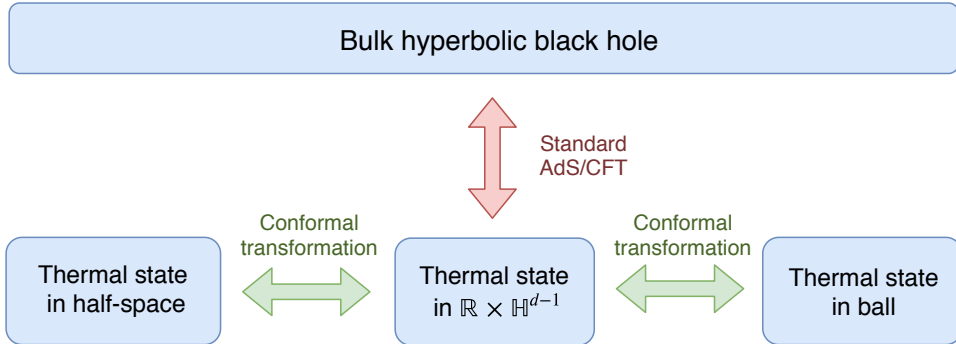 Bulk hyperbolic black hole
Standard
AdS/CFT
Conformal
transformation
Conformal
transformation
Thermal state
in half-space
Thermal state
in ℝ × ℍᵈ⁻¹
Thermal state
in ball